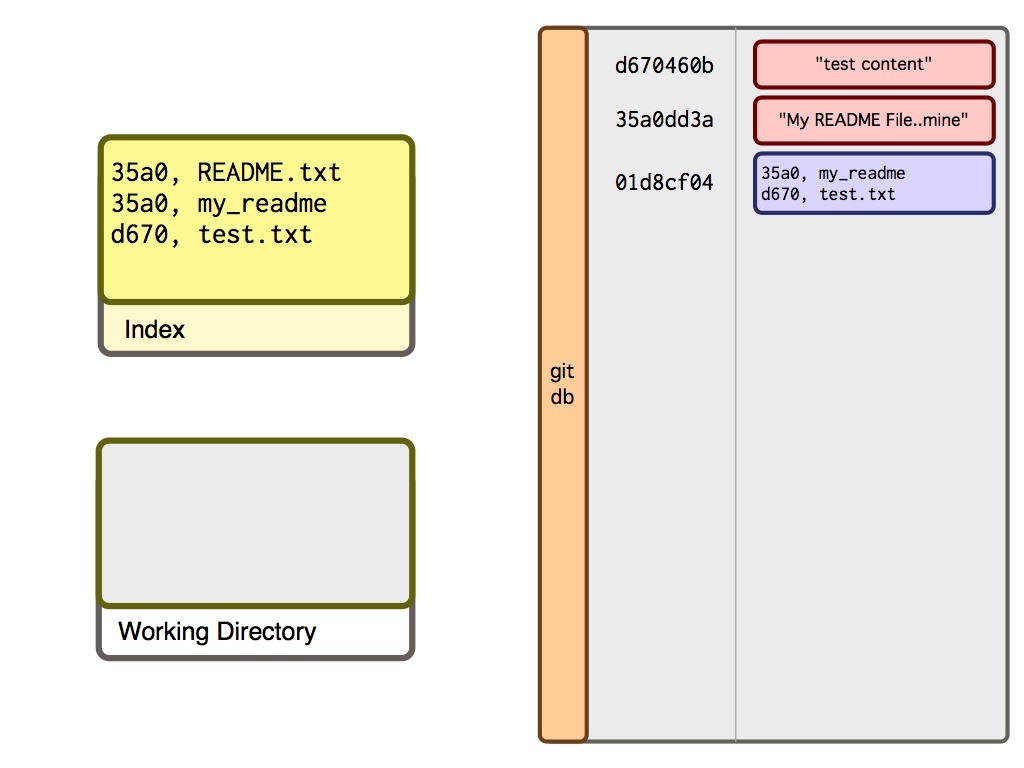 35a0, README.txt
35a0, my_readme
d670, test.txt
Index
Working Directory
git
db
d670460b
"test content"
35a0dd3a
"My README File..mine"
01d8cf04
35a0, my_readme
d670, test.txt